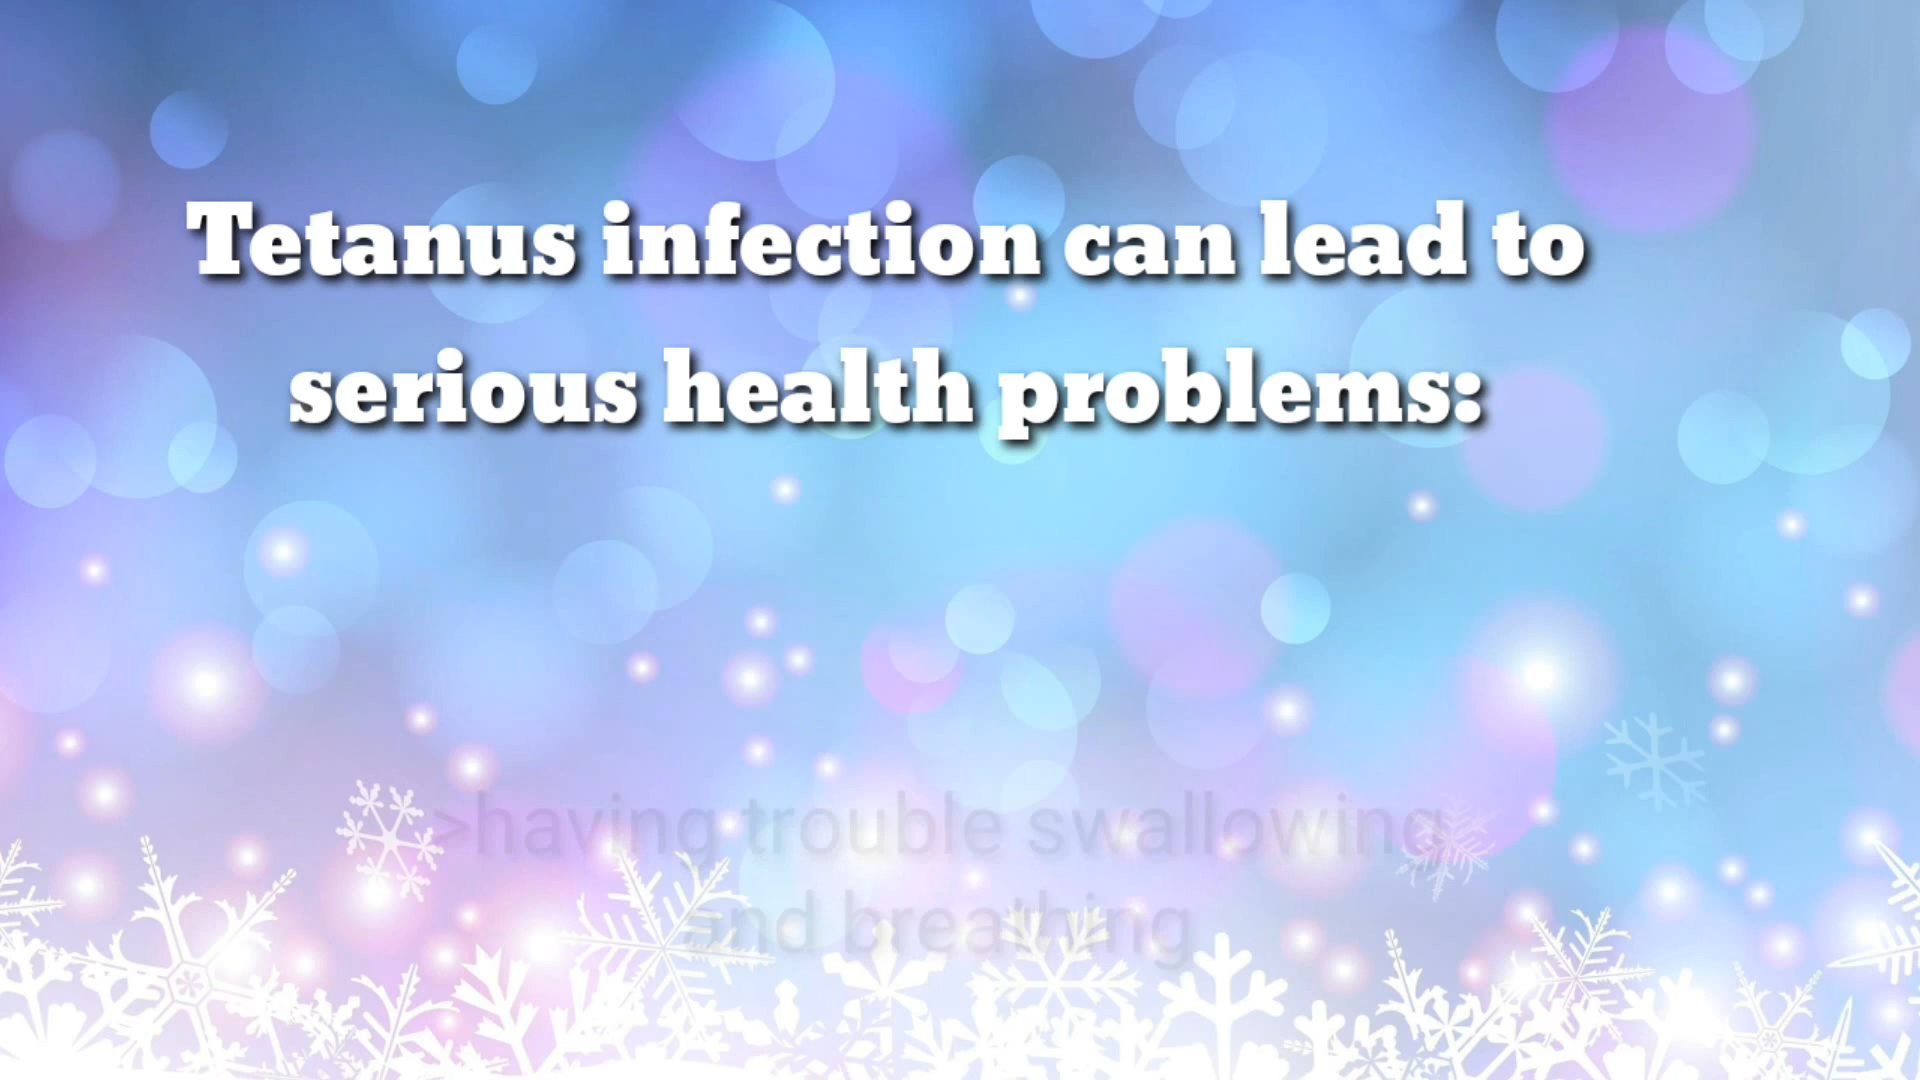 Tetanus infection can lead to
serious health problems:
>having trouble swallowing
and breathing